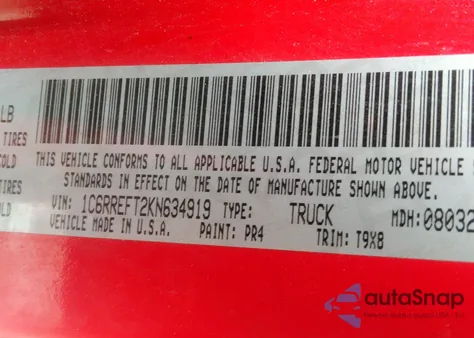 LB
TIRES
COLD
TIRES
COLD
THIS VEHICLE CONFORMS TO ALL APPLICABLE U.S.A. FEDERAL MOTOR VEHICLE
STANDARDS IN EFFECT ON THE DATE OF MANUFACTURE SHOWN ABOVE.
VIN: 1C6RREFT2KN634919 TYPE: TRUCK MDH: 08032
VEHICLE MADE IN U.S.A. PAINT: PR4 TRIM: T9X8
autoSnap